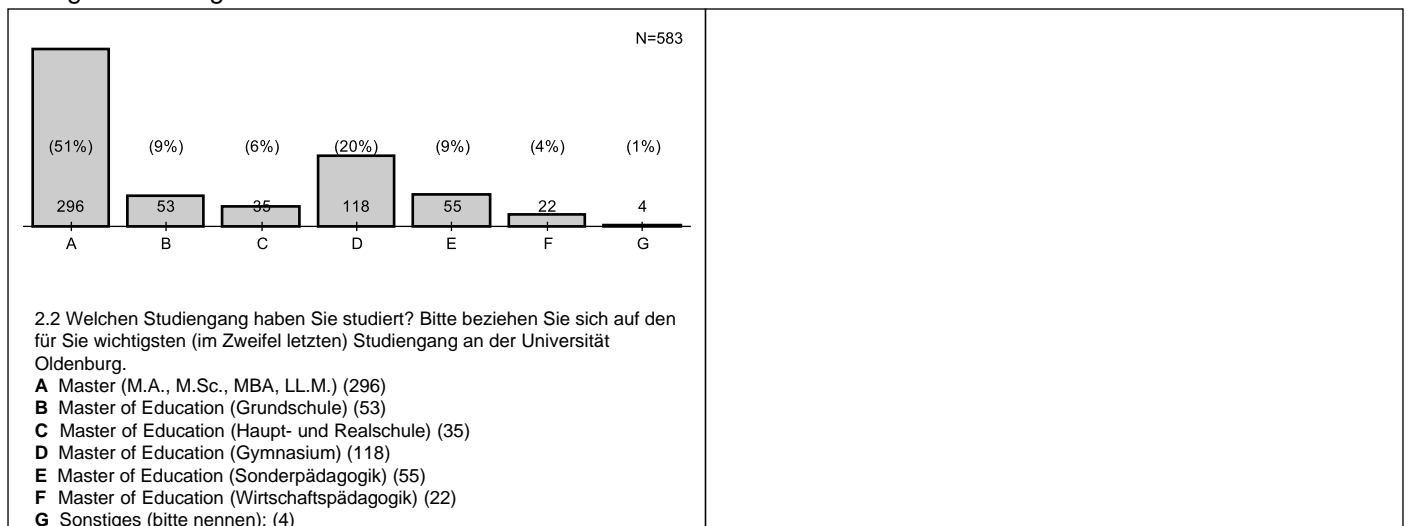 N=583
(51%) (9%) (6%) (20%) (9%) (4%) (1%)
296 53 35 118 55 22 4
A B C D E F G
2.2 Welchen Studiengang haben Sie studiert? Bitte beziehen Sie sich auf den
für Sie wichtigsten (im Zweifel letzten) Studiengang an der Universität
Oldenburg.
A Master (M.A., M.Sc., MBA, LL.M.) (296)
B Master of Education (Grundschule) (53)
C Master of Education (Haupt- und Realschule) (35)
D Master of Education (Gymnasium) (118)
E Master of Education (Sonderpädagogik) (55)
F Master of Education (Wirtschaftspädagogik) (22)
G Sonstiges (bitte nennen): (4)